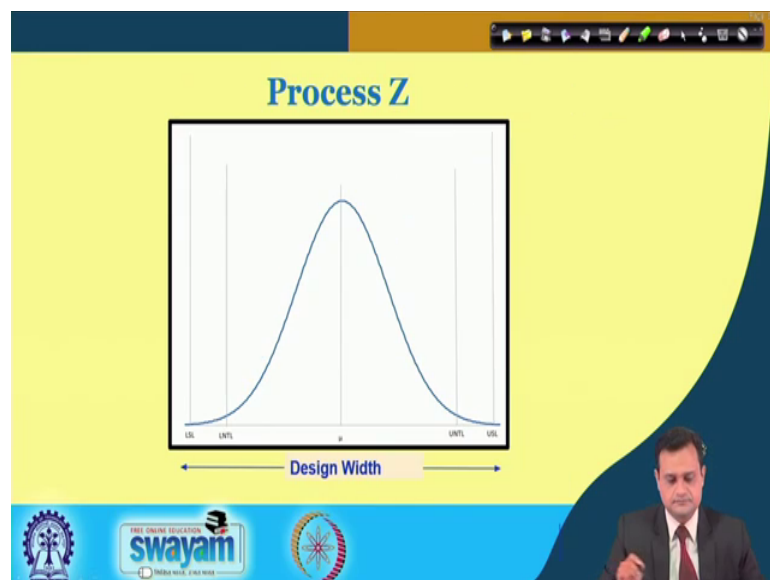 Process Z
LSL LNTL μ UNTL USL
Design Width
FREE ONLINE EDUCATION
swayam